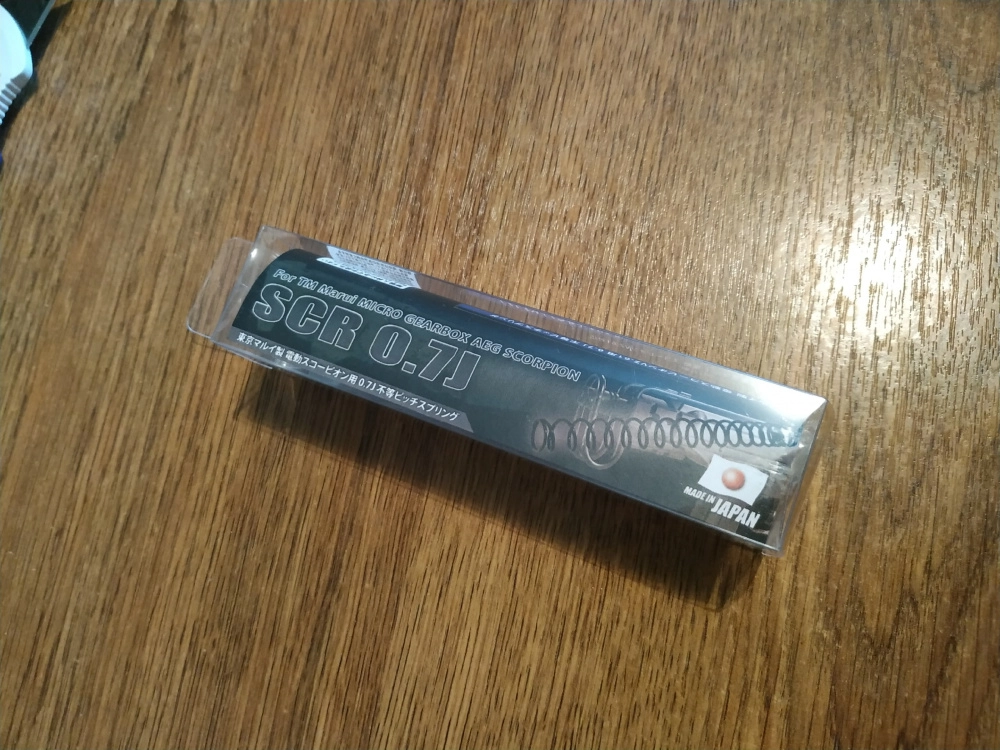 For TM Marui MICRO GEARBOX AEG SCORPION
SCR 0.7J
東京マルイ製 電動スコーピオン用 0.7J 不等ピッチスプリング
MADE IN JAPAN